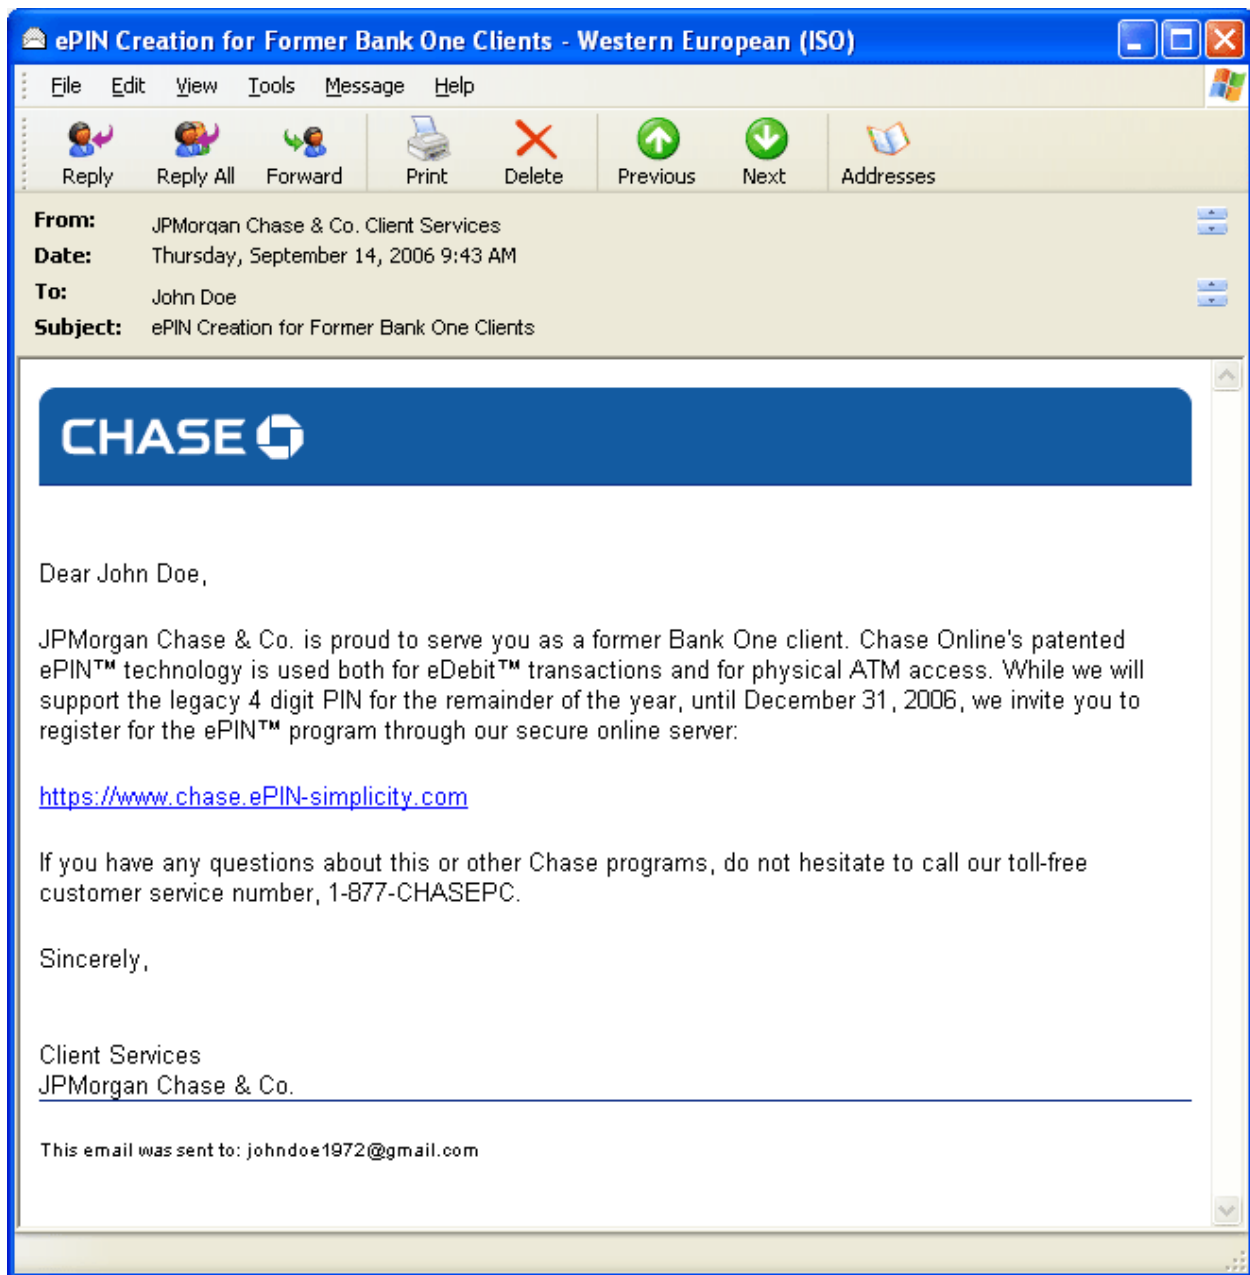 ePIN Creation for Former Bank One Clients - Western European (ISO)
File Edit View Tools Message Help
Reply Reply All Forward Print Delete Previous Next Addresses
From: JPMorgan Chase & Co. Client Services
Date: Thursday, September 14, 2006 9:43 AM
To: John Doe
Subject: ePIN Creation for Former Bank One Clients
CHASE
Dear John Doe,
JPMorgan Chase & Co. is proud to serve you as a former Bank One client. Chase Online's patented
ePIN™ technology is used both for eDebit™ transactions and for physical ATM access. While we will
support the legacy 4 digit PIN for the remainder of the year, until December 31, 2006, we invite you to
register for the ePIN™ program through our secure online server:
https://www.chase.ePIN-simplicity.com
If you have any questions about this or other Chase programs, do not hesitate to call our toll-free
customer service number, 1-877-CHASEPC.
Sincerely,
Client Services
JPMorgan Chase & Co.
This email was sent to: johndoe1972@gmail.com